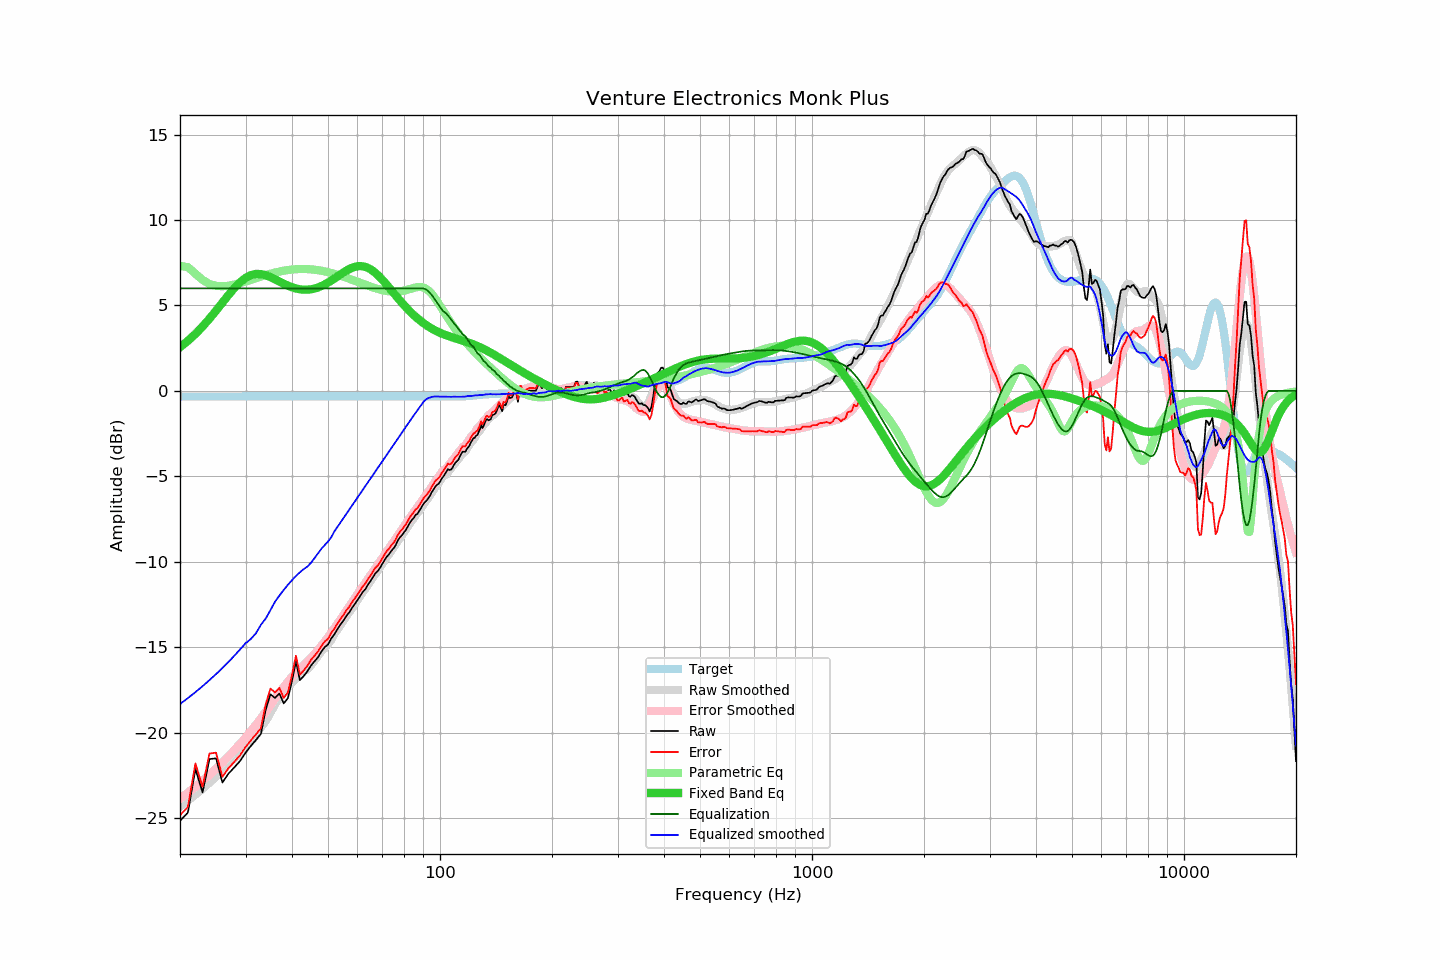 Venture Electronics Monk Plus
15
10
5
0
−5
−10
−15
−20
−25
Amplitude (dBr)
100
1000
10000
Frequency (Hz)
Target
Raw Smoothed
Error Smoothed
Raw
Error
Parametric Eq
Fixed Band Eq
Equalization
Equalized smoothed